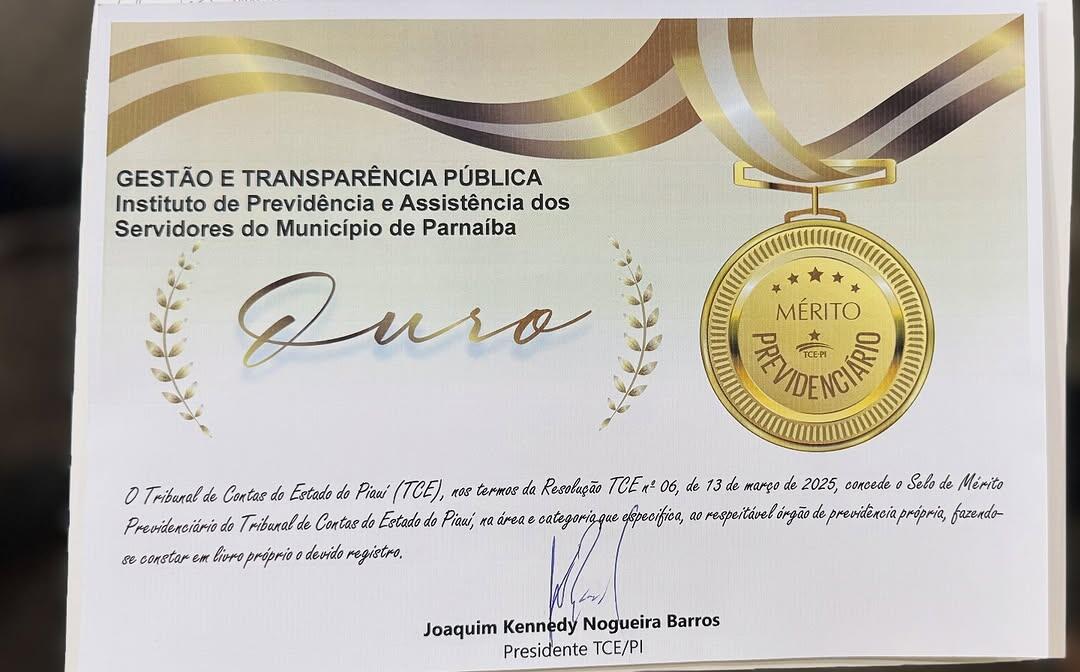 GESTÃO E TRANSPARÊNCIA PÚBLICA
Instituto de Previdência e Assistência dos
Servidores do Município de Parnaíba
Ouro
MÉRITO
TCE-PI
PREVIDENCIÁRIO
O Tribunal de Contas do Estado do Piauí (TCE), nos termos da Resolução TCE nº 06, de 13 de março de 2025, concede o Selo de Mérito
Previdenciário do Tribunal de Contas do Estado do Piauí, na área e categoria que especifica, ao respeitável órgão de previdência própria, fazendo-
se constar em livro próprio o devido registro.
Joaquim Kennedy Nogueira Barros
Presidente TCE/PI